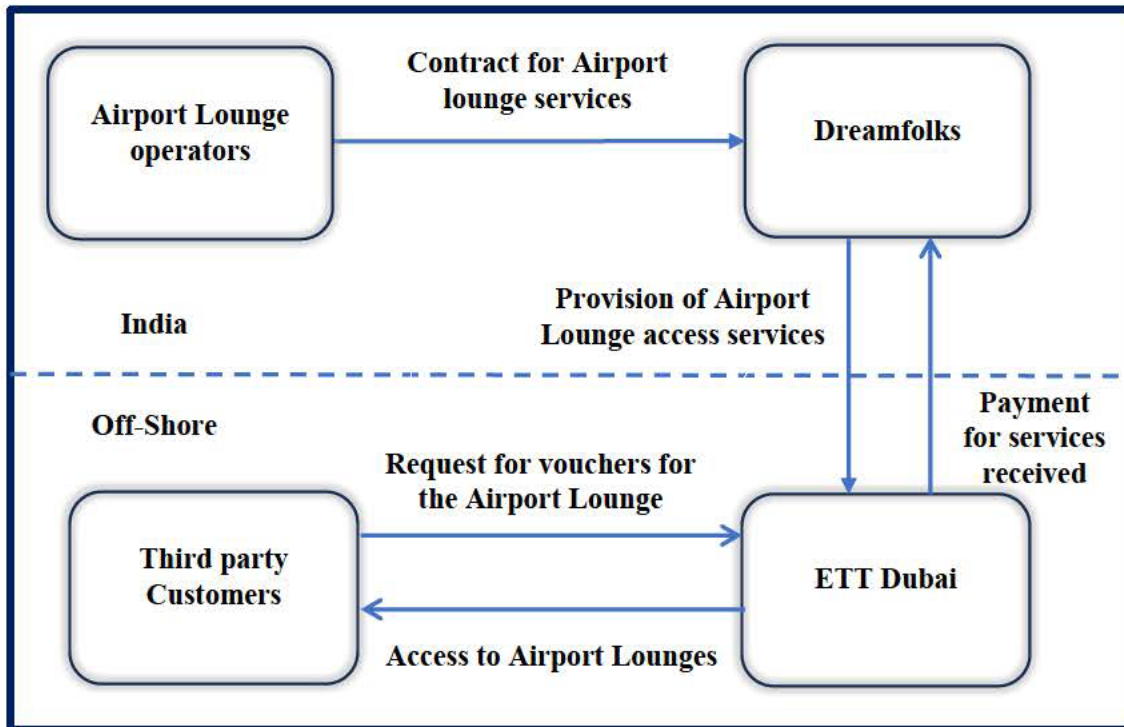 Contract for Airport
lounge services
Airport Lounge
operators
Dreamfolks
Provision of Airport
Lounge access services
India
Off-Shore
Payment
for services
received
Request for vouchers for
the Airport Lounge
Third party
Customers
ETT Dubai
Access to Airport Lounges